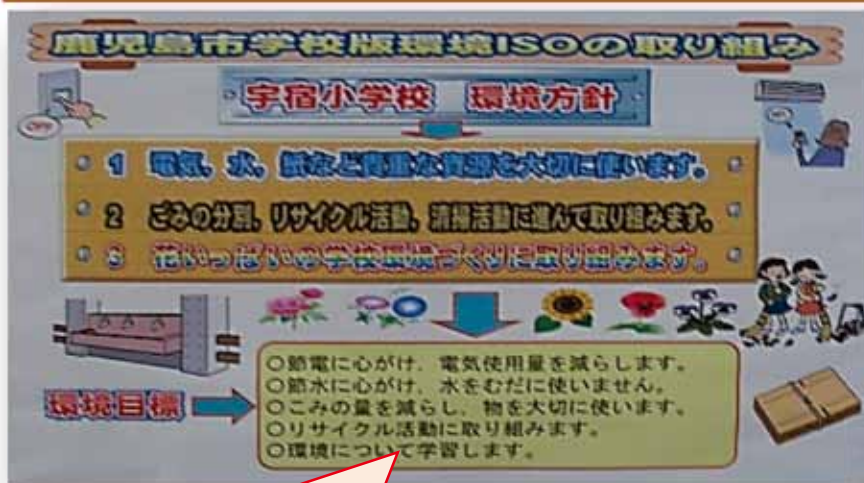 鹿児島市学校版環境ISOの取り組み
宇宿小学校 環境方針
OFF
1 電気、水、紙など貴重な資源を大切に使います。
2 ごみの分別、リサイクル活動、清掃活動に進んで取り組みます。
3 学校環境づくりに取り組みます。
環境目標
○節電に心がけ、電気使用量を減らします。
○節水に心がけ、水をむだに使いません。
○ごみの量を減らし、物を大切に使います。
○リサイクル活動に取り組みます。
○環境について学習します。